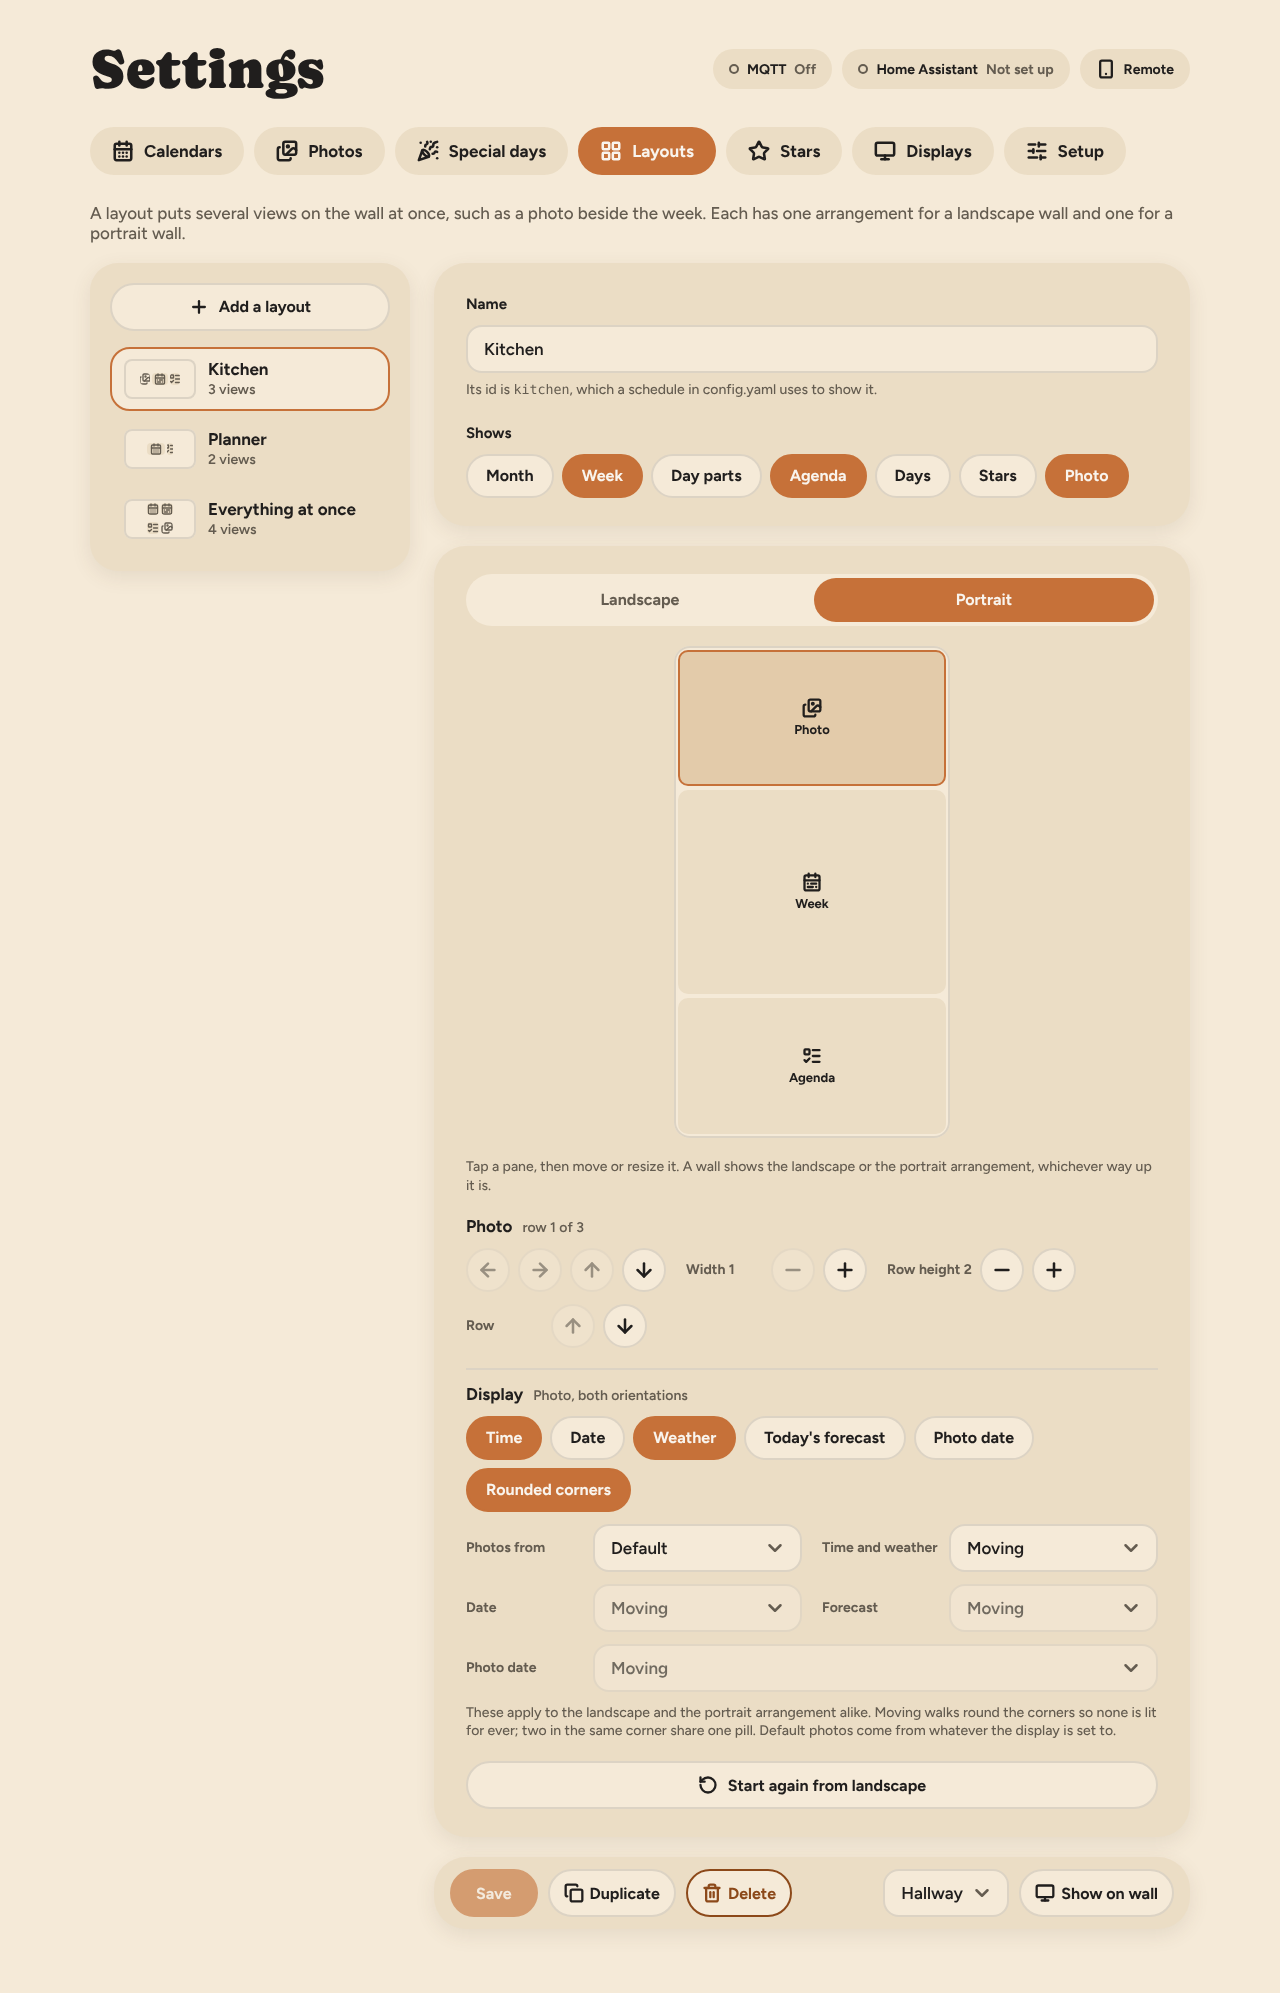 Settings
MQTT Off
Home Assistant Not set up
Remote
Calendars
Photos
Special days
Layouts
Stars
Displays
Setup
A layout puts several views on the wall at once, such as a photo beside the week. Each has one arrangement for a landscape wall and one for a
portrait wall.
Add a layout
Kitchen
3 views
Planner
2 views
Everything at once
4 views
Name
Kitchen
Its id is kitchen, which a schedule in config.yaml uses to show it.
Shows
Month
Week
Day parts
Agenda
Days
Stars
Photo
Landscape
Portrait
Photo
Week
Agenda
Tap a pane, then move or resize it. A wall shows the landscape or the portrait arrangement, whichever way up
it is.
Photo row 1 of 3
Width 1
Row height 2
Row
Display Photo, both orientations
Time
Date
Weather
Today's forecast
Photo date
Rounded corners
Photos from
Default
Time and weather
Moving
Date
Moving
Forecast
Moving
Photo date
Moving
These apply to the landscape and the portrait arrangement alike. Moving walks round the corners so none is lit
for ever; two in the same corner share one pill. Default photos come from whatever the display is set to.
Start again from landscape
Save
Duplicate
Delete
Hallway
Show on wall